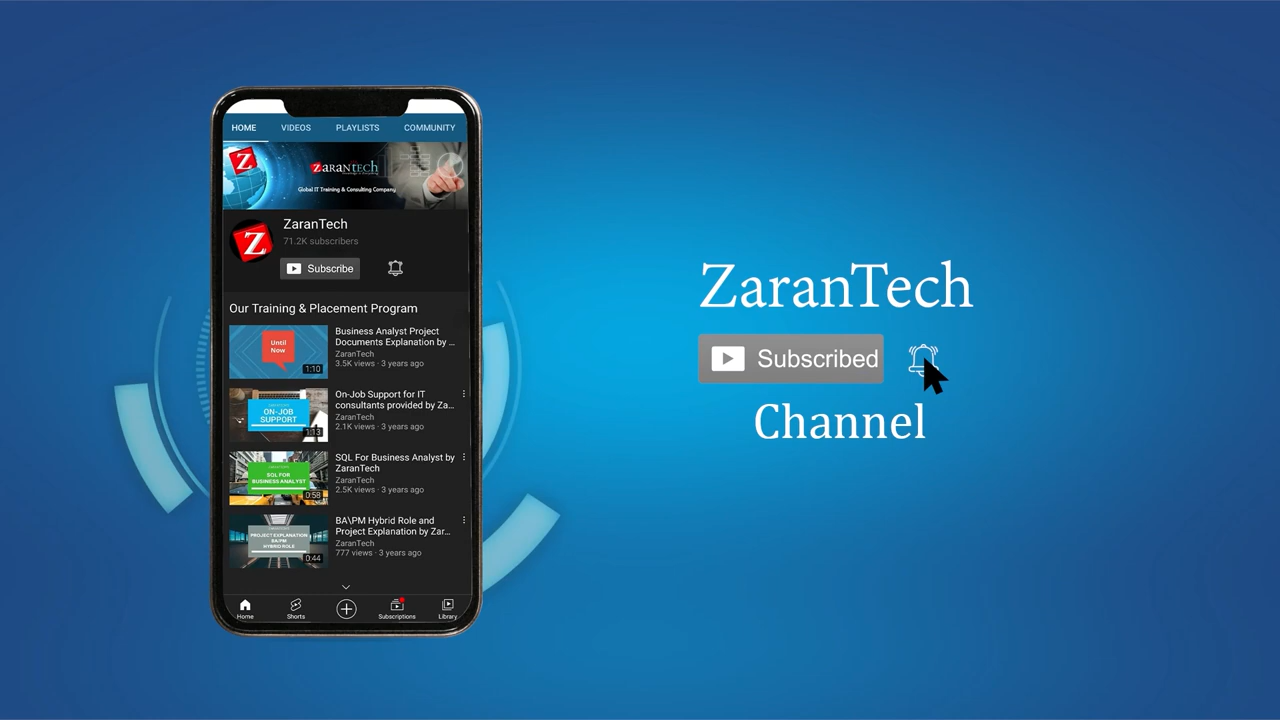 HOME VIDEOS PLAYLISTS COMMUNITY
Z
ZARANTECH
Global IT Training & Consulting Company
Z
ZaranTech
71.2K subscribers
Subscribe
Our Training & Placement Program
Until
Now
1:10
Business Analyst Project
Documents Explanation by ...
ZaranTech
3.5K views · 3 years ago
ON-JOB
SUPPORT
1:13
On-Job Support for IT
consultants provided by Za...
ZaranTech
2.1K views · 3 years ago
SQL FOR
BUSINESS ANALYST
0:58
SQL For Business Analyst by
ZaranTech
ZaranTech
2.5K views · 3 years ago
PROJECT EXPLANATION
BA/PM
HYBRID ROLE
0:44
BA\PM Hybrid Role and
Project Explanation by Zar...
ZaranTech
777 views · 3 years ago
Home Shorts Subscriptions Library
ZaranTech
Subscribed
Channel